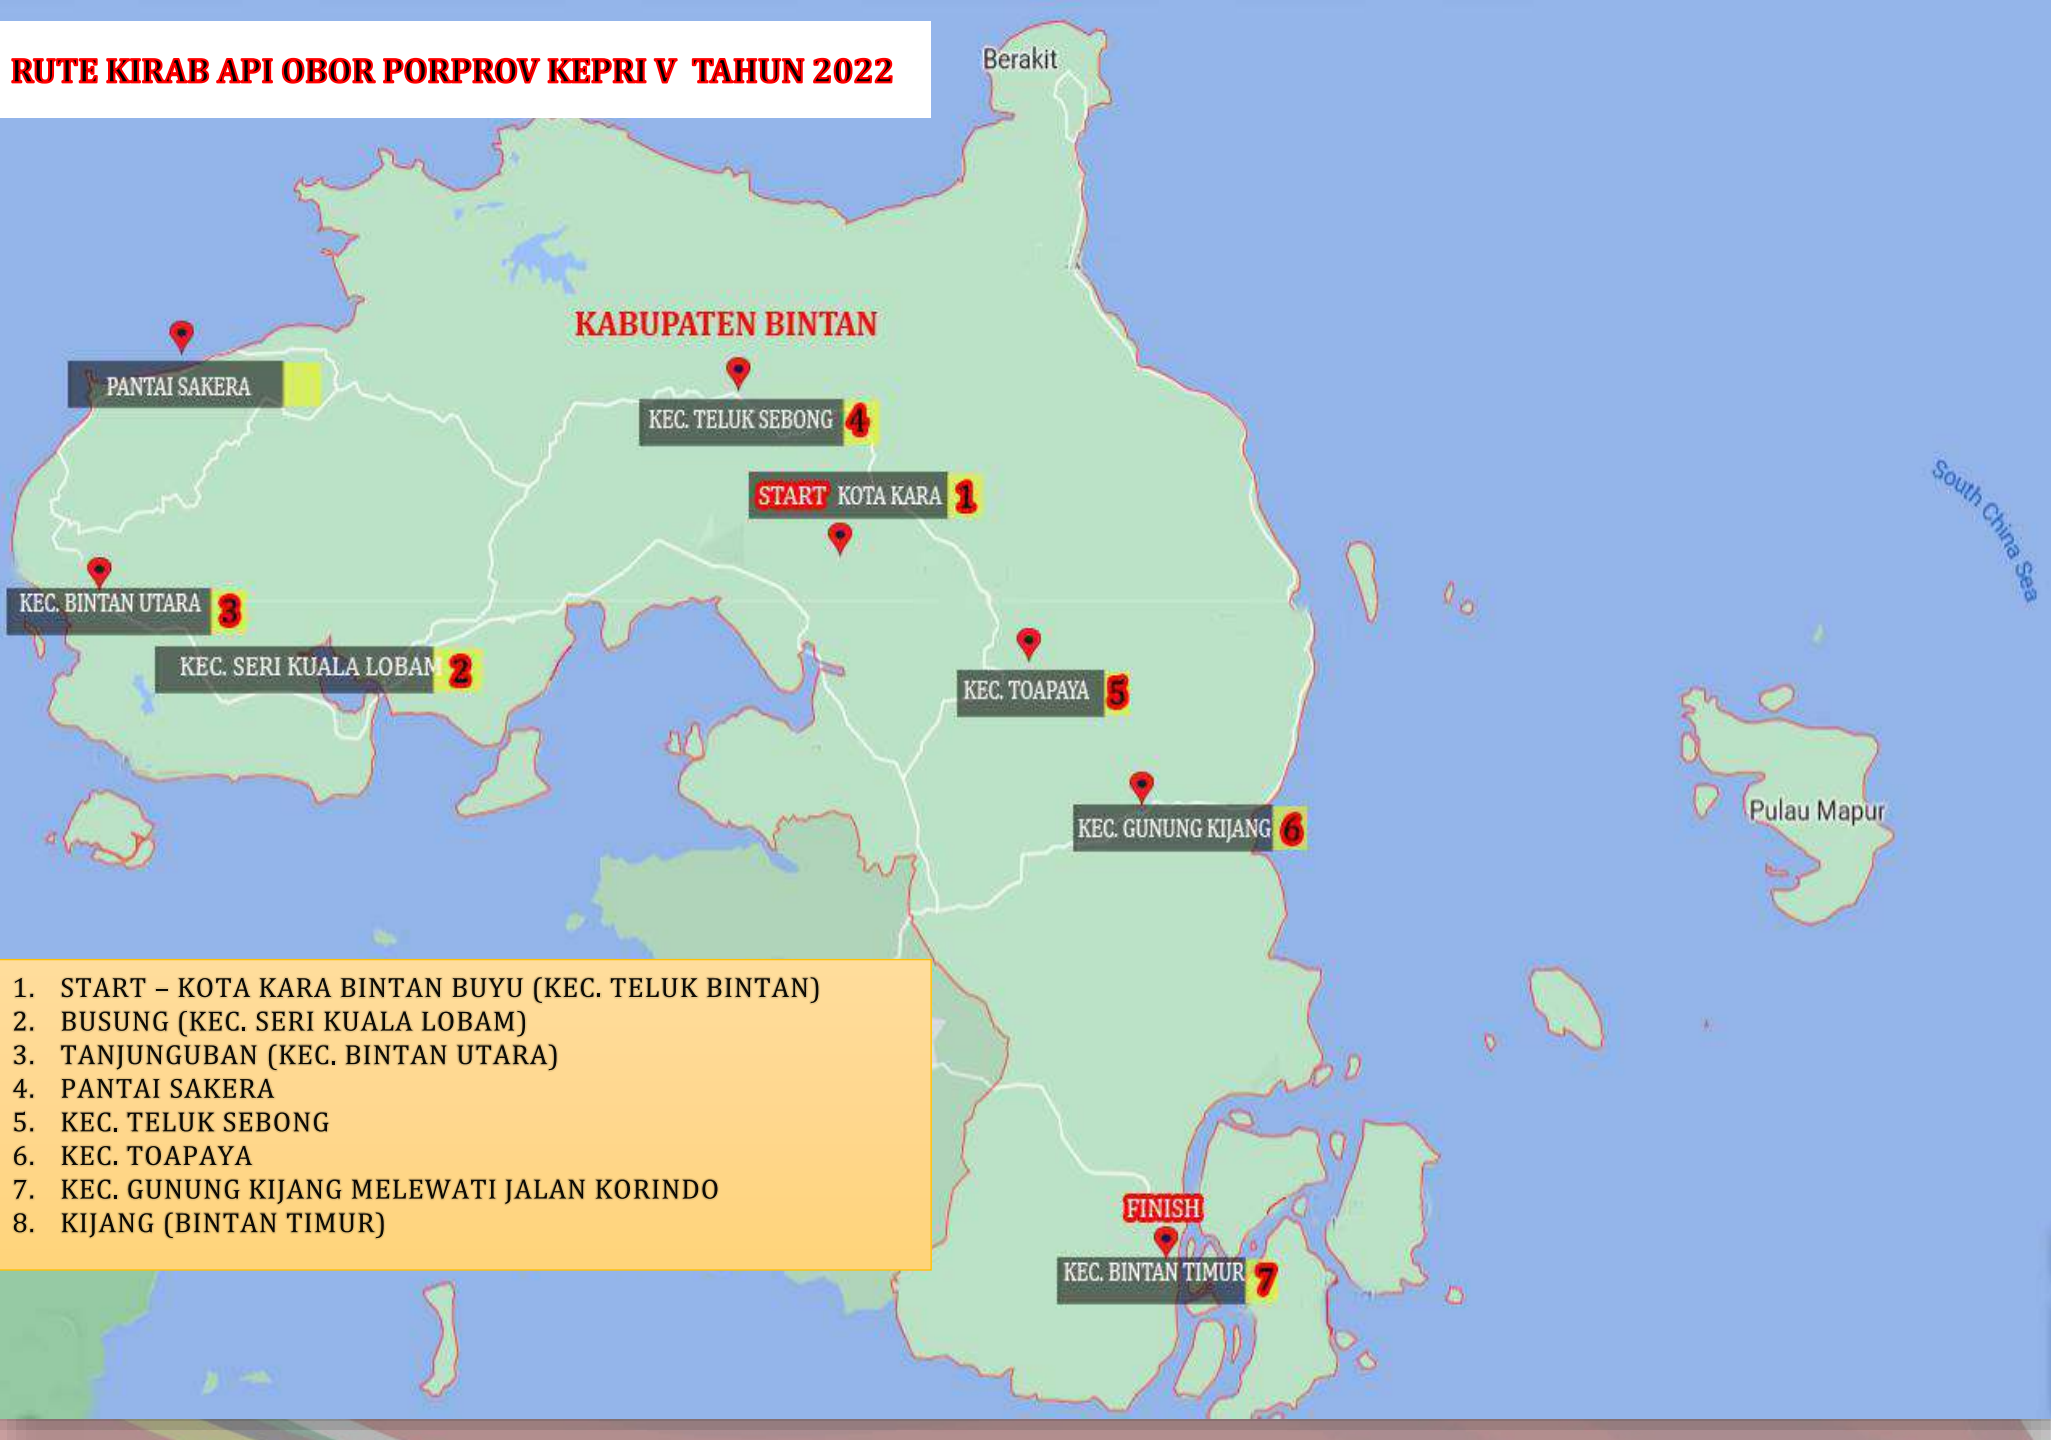 RUTE KIRAB API OBOR PORPROV KEPRI V TAHUN 2022
Berakit
KABUPATEN BINTAN
PANTAI SAKERA
KEC. TELUK SEBONG 4
START KOTA KARA 1
South China Sea
KEC. BINTAN UTARA 3
KEC. SERI KUALA LOBAM 2
KEC. TOAPAYA 5
Pulau Mapur
KEC. GUNUNG KIJANG 6
1. START – KOTA KARA BINTAN BUYU (KEC. TELUK BINTAN)
2. BUSUNG (KEC. SERI KUALA LOBAM)
3. TANJUNGUBAN (KEC. BINTAN UTARA)
4. PANTAI SAKERA
5. KEC. TELUK SEBONG
6. KEC. TOAPAYA
7. KEC. GUNUNG KIJANG MELEWATI JALAN KORINDO
8. KIJANG (BINTAN TIMUR)
FINISH
KEC. BINTAN TIMUR 7